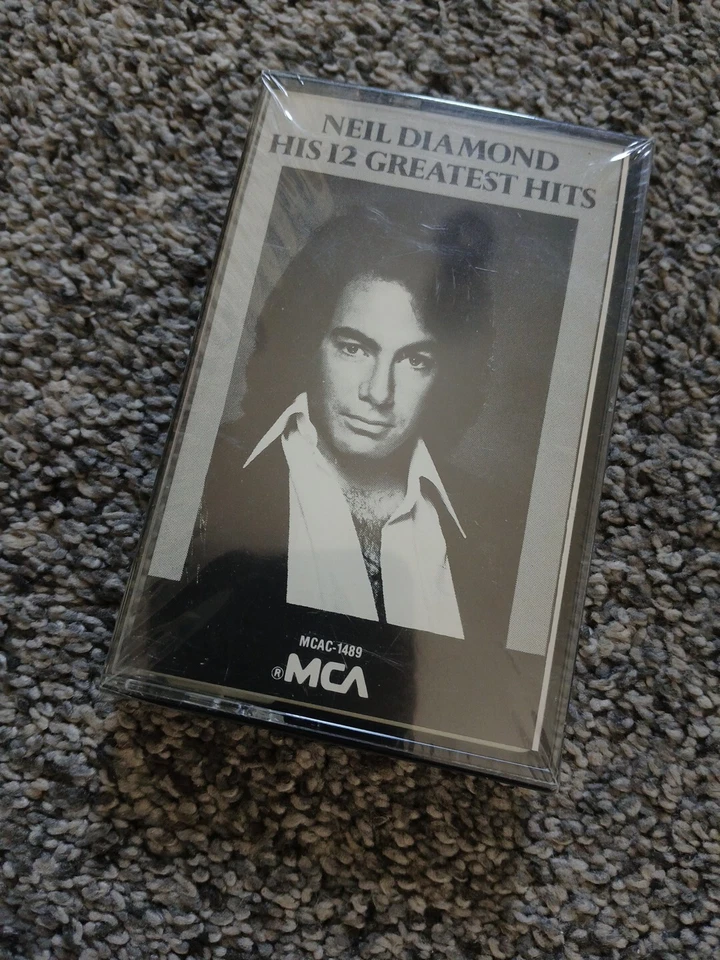 NEIL DIAMOND
HIS 12 GREATEST HITS
MCAC-1489
®MCA